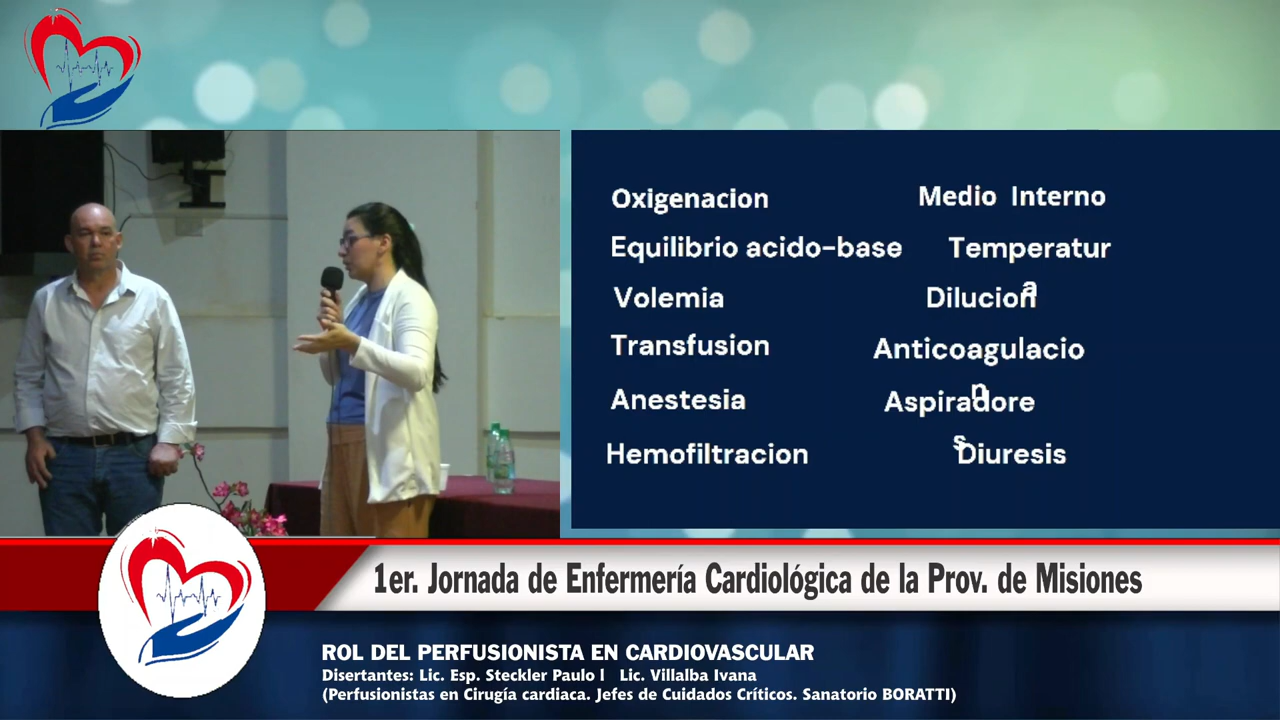 Oxigenacion
Medio Interno
Equilibrio acido-base
Temperatur
a
Volemia
Dilucion
Transfusion
Anticoagulacio
n
Anestesia
Aspiradore
s
Hemofiltracion
Diuresis
1er. Jornada de Enfermería Cardiológica de la Prov. de Misiones
ROL DEL PERFUSIONISTA EN CARDIOVASCULAR
Disertantes: Lic. Esp. Steckler Paulo l Lic. Villalba Ivana
(Perfusionistas en Cirugía cardiaca. Jefes de Cuidados Críticos. Sanatorio BORATTI)